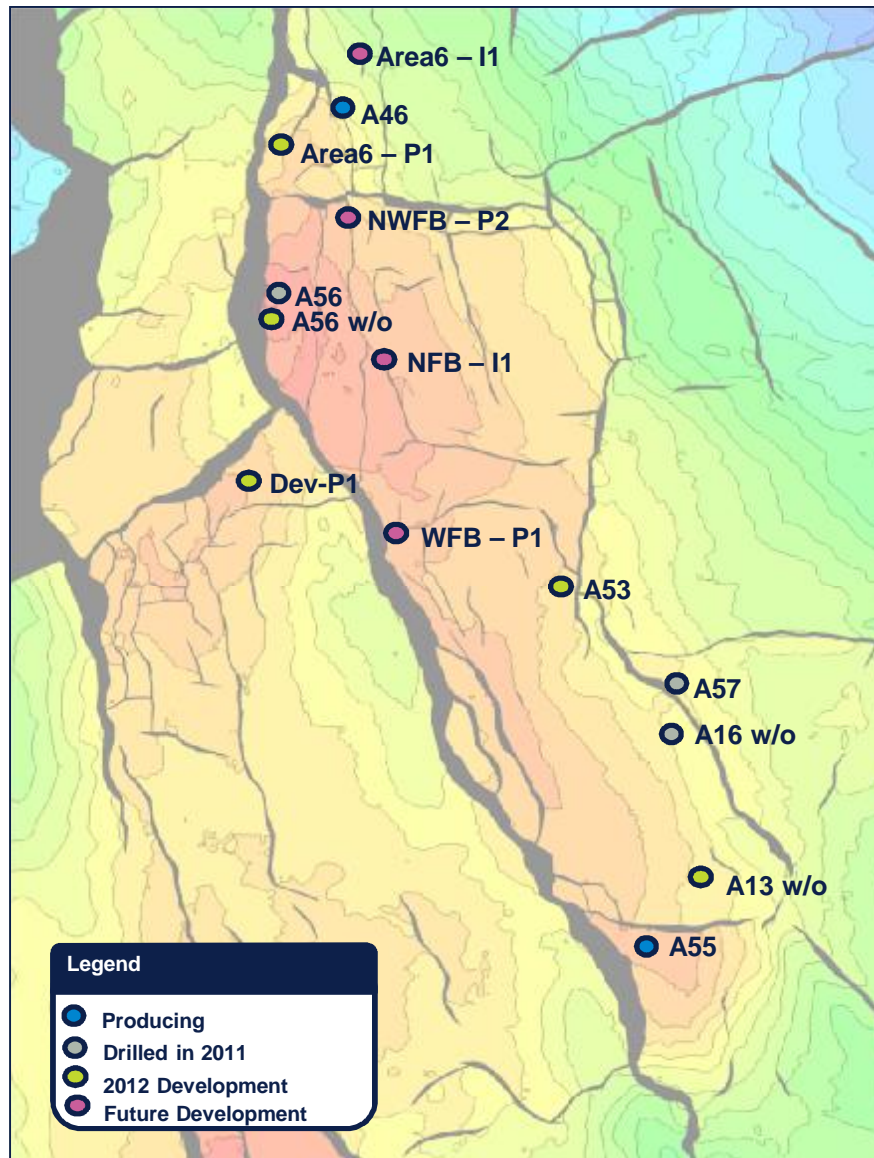 Area6 – I1
A46
Area6 – P1
NWFB – P2
A56
A56 w/o
NFB – I1
Dev-P1
WFB – P1
A53
A57
A16 w/o
A13 w/o
A55
Legend
Producing
Drilled in 2011
2012 Development
Future Development